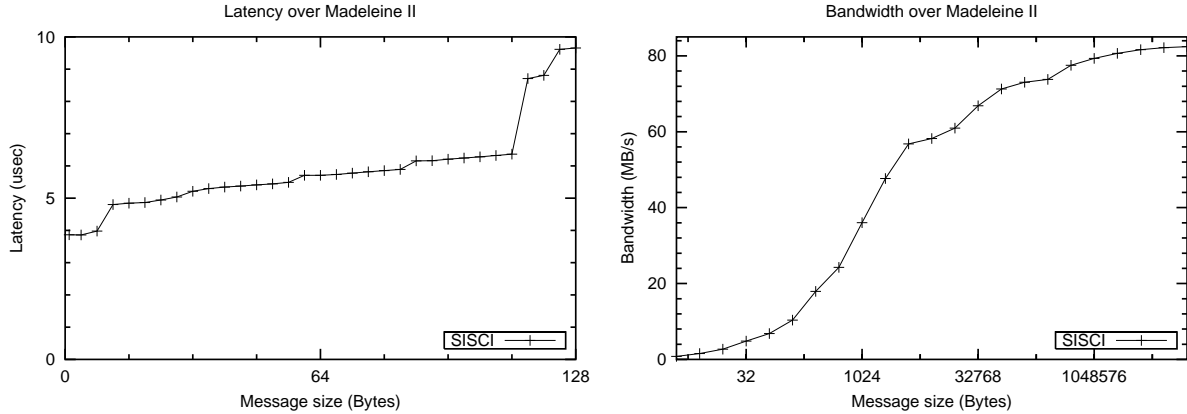 Latency over Madeleine II
10
5
0
Latency (usec)
SISCI
0
64
128
Message size (Bytes)
Bandwidth over Madeleine II
80
60
40
20
0
Bandwidth (MB/s)
SISCI
32
1024
32768
1048576
Message size (Bytes)